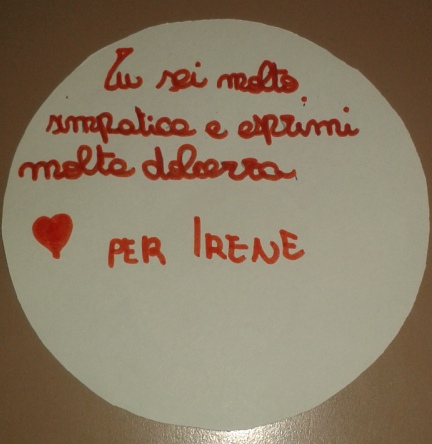 Tu sei molto
simpatica e esprimi
molta dolcezza.
PER IRENE